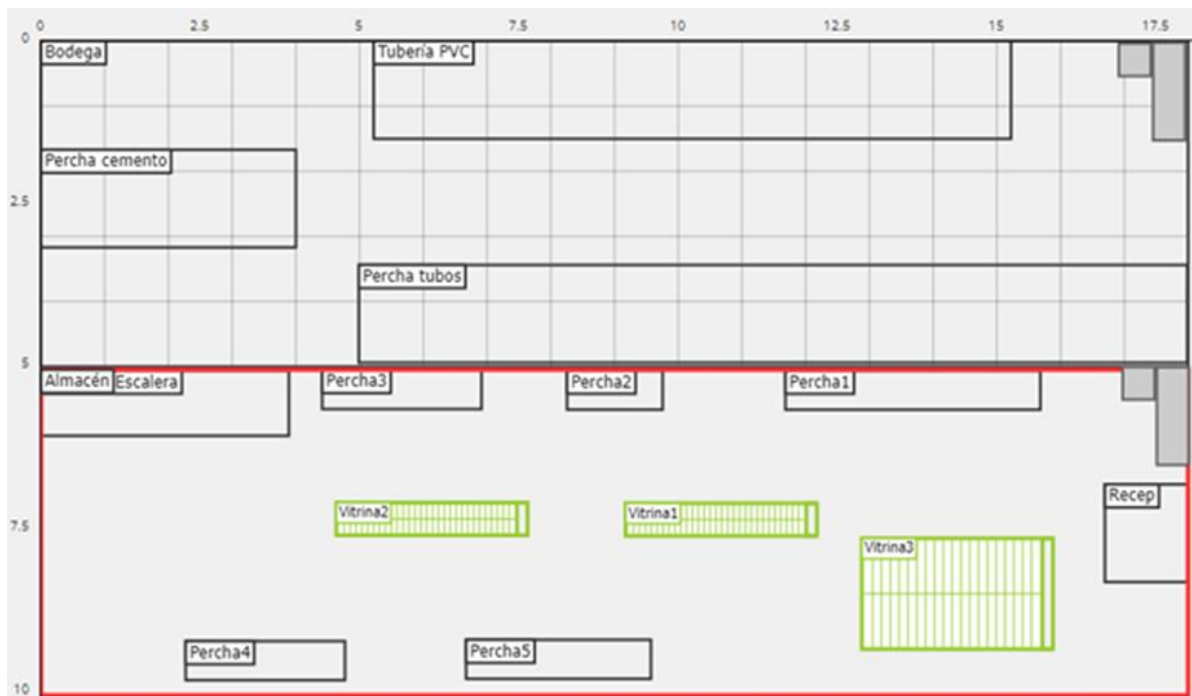 0 2.5 5 7.5 10 12.5 15 17.5
0
Bodega Tubería PVC
Percha cemento
2.5
Percha tubos
5
Almacén Escalera Percha3 Percha2 Percha1
Recep
7.5
Vitrina2 Vitrina1
Vitrina3
Percha4 Percha5
10